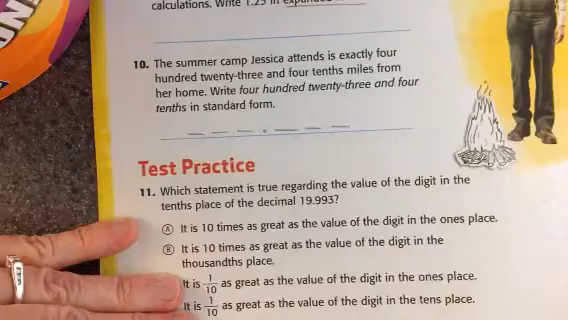 calculations. Write 1.25 in expanded
10. The summer camp Jessica attends is exactly four
hundred twenty-three and four tenths miles from
her home. Write four hundred twenty-three and four
tenths in standard form.
Test Practice
11. Which statement is true regarding the value of the digit in the
tenths place of the decimal 19.993?
A It is 10 times as great as the value of the digit in the ones place.
B It is 10 times as great as the value of the digit in the
thousandths place.
It is 1/10 as great as the value of the digit in the ones place.
It is 1/10 as great as the value of the digit in the tens place.